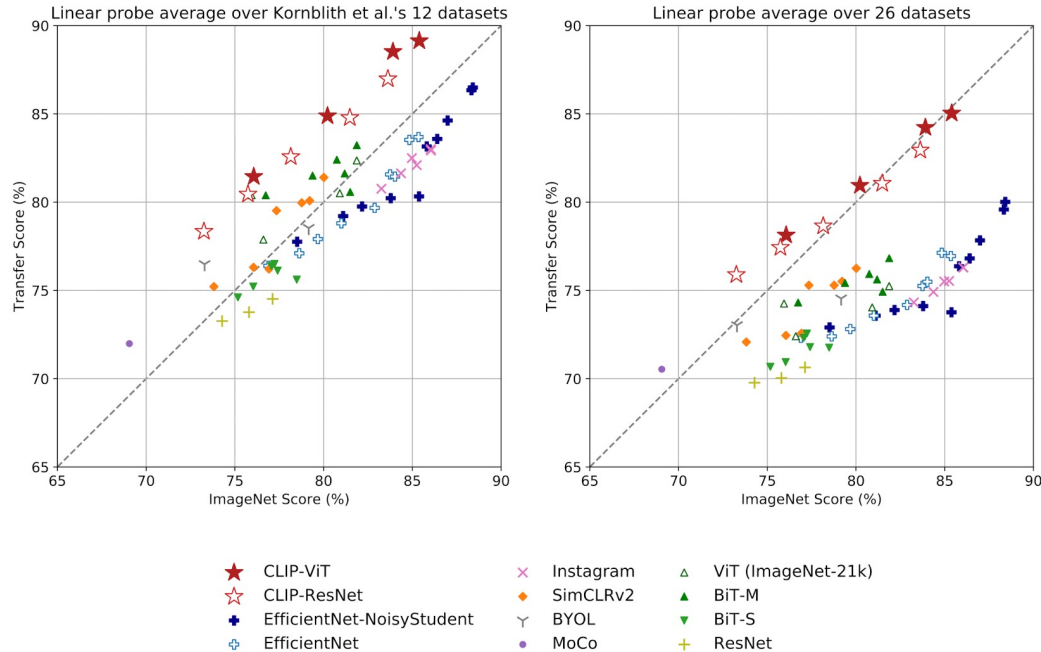 Linear probe average over Kornblith et al.'s 12 datasets
90
85
80
75
70
65
Transfer Score (%)
65 70 75 80 85 90
ImageNet Score (%)
Linear probe average over 26 datasets
90
85
80
75
70
65
Transfer Score (%)
65 70 75 80 85 90
ImageNet Score (%)
CLIP-ViT
CLIP-ResNet
EfficientNet-NoisyStudent
EfficientNet
Instagram
SimCLRv2
BYOL
MoCo
ViT (ImageNet-21k)
BiT-M
BiT-S
ResNet